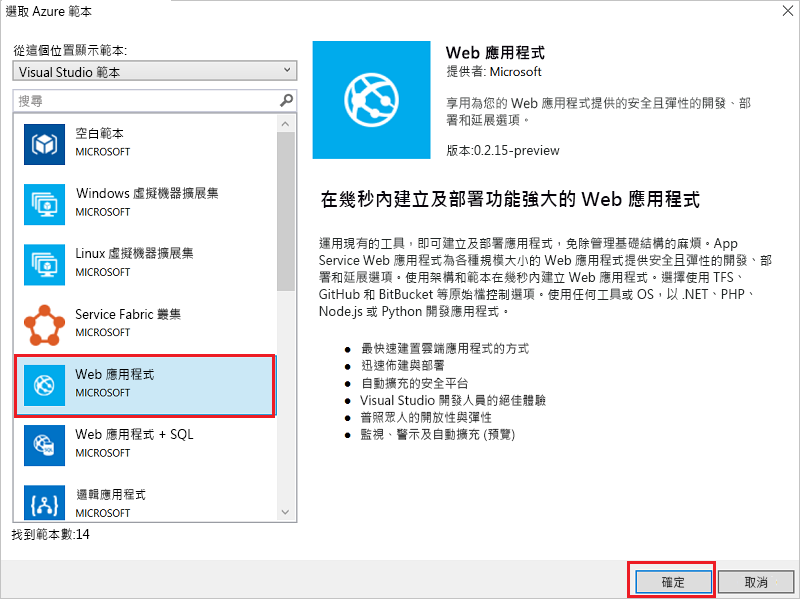 選取 Azure 範本
從這個位置顯示範本:
Visual Studio 範本
搜尋
空白範本
MICROSOFT
Windows 虛擬機器擴展集
MICROSOFT
Linux 虛擬機器擴展集
MICROSOFT
Service Fabric 叢集
MICROSOFT
Web 應用程式
MICROSOFT
Web 應用程式 + SQL
MICROSOFT
邏輯應用程式
MICROSOFT
找到範本數:14
Web 應用程式
提供者: Microsoft
享用為您的 Web 應用程式提供的安全且彈性的開發、部
署和延展選項。
版本:0.2.15-preview
在幾秒內建立及部署功能強大的 Web 應用程式
運用現有的工具，即可建立及部署應用程式，免除管理基礎結構的麻煩。App
Service Web 應用程式為各種規模大小的 Web 應用程式提供安全且彈性的開發、部
署和延展選項。使用架構和範本在幾秒內建立 Web 應用程式。選擇使用 TFS、
GitHub 和 BitBucket 等原始檔控制選項。使用任何工具或 OS，以 .NET、PHP、
Node.js 或 Python 開發應用程式。
● 最快速建置雲端應用程式的方式
● 迅速佈建與部署
● 自動擴充的安全平台
● Visual Studio 開發人員的絕佳體驗
● 普照眾人的開放性與彈性
● 監視、警示及自動擴充 (預覽)
確定
取消